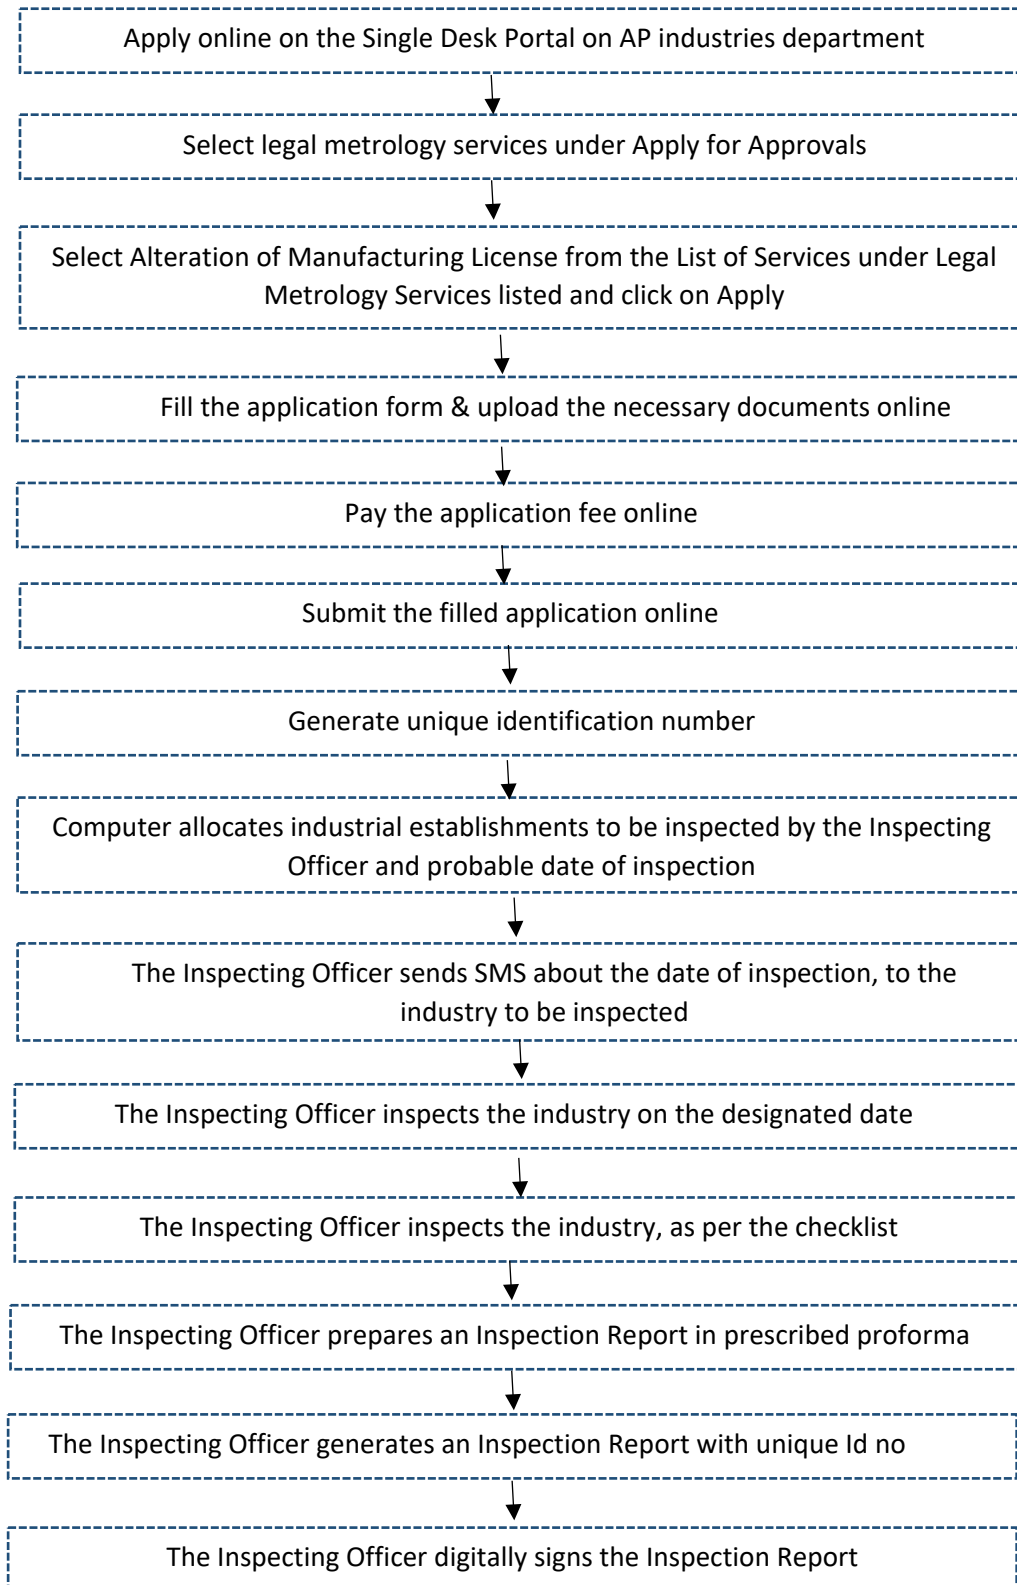 Apply online on the Single Desk Portal on AP industries department
Select legal metrology services under Apply for Approvals
Select Alteration of Manufacturing License from the List of Services under Legal
Metrology Services listed and click on Apply
Fill the application form & upload the necessary documents online
Pay the application fee online
Submit the filled application online
Generate unique identification number
Computer allocates industrial establishments to be inspected by the Inspecting
Officer and probable date of inspection
The Inspecting Officer sends SMS about the date of inspection, to the
industry to be inspected
The Inspecting Officer inspects the industry on the designated date
The Inspecting Officer inspects the industry, as per the checklist
The Inspecting Officer prepares an Inspection Report in prescribed proforma
The Inspecting Officer generates an Inspection Report with unique Id no
The Inspecting Officer digitally signs the Inspection Report